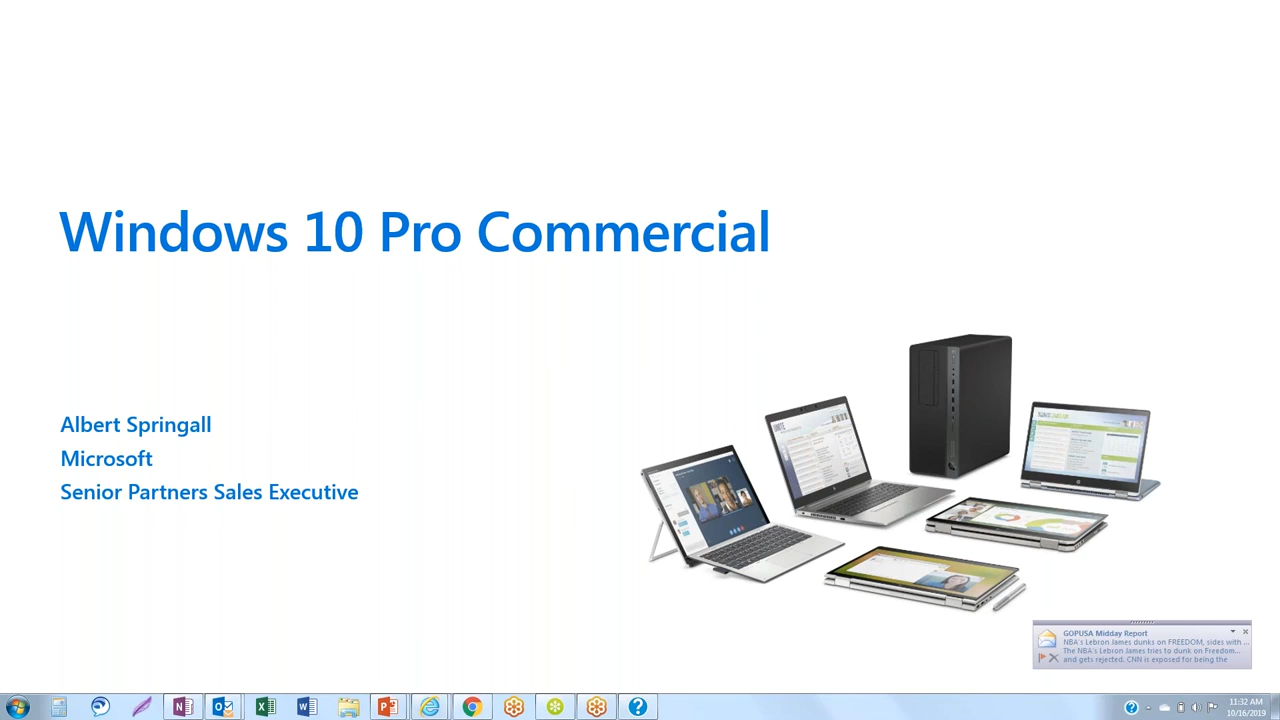 Windows 10 Pro Commercial
Albert Springall
Microsoft
Senior Partners Sales Executive
GOPUSA Midday Report
NBA's Lebron James dunks on FREEDOM, sides with ...
The NBA's Lebron James tries to dunk on Freedom...
and gets rejected. CNN is exposed for being the
11:32 AM
10/16/2019